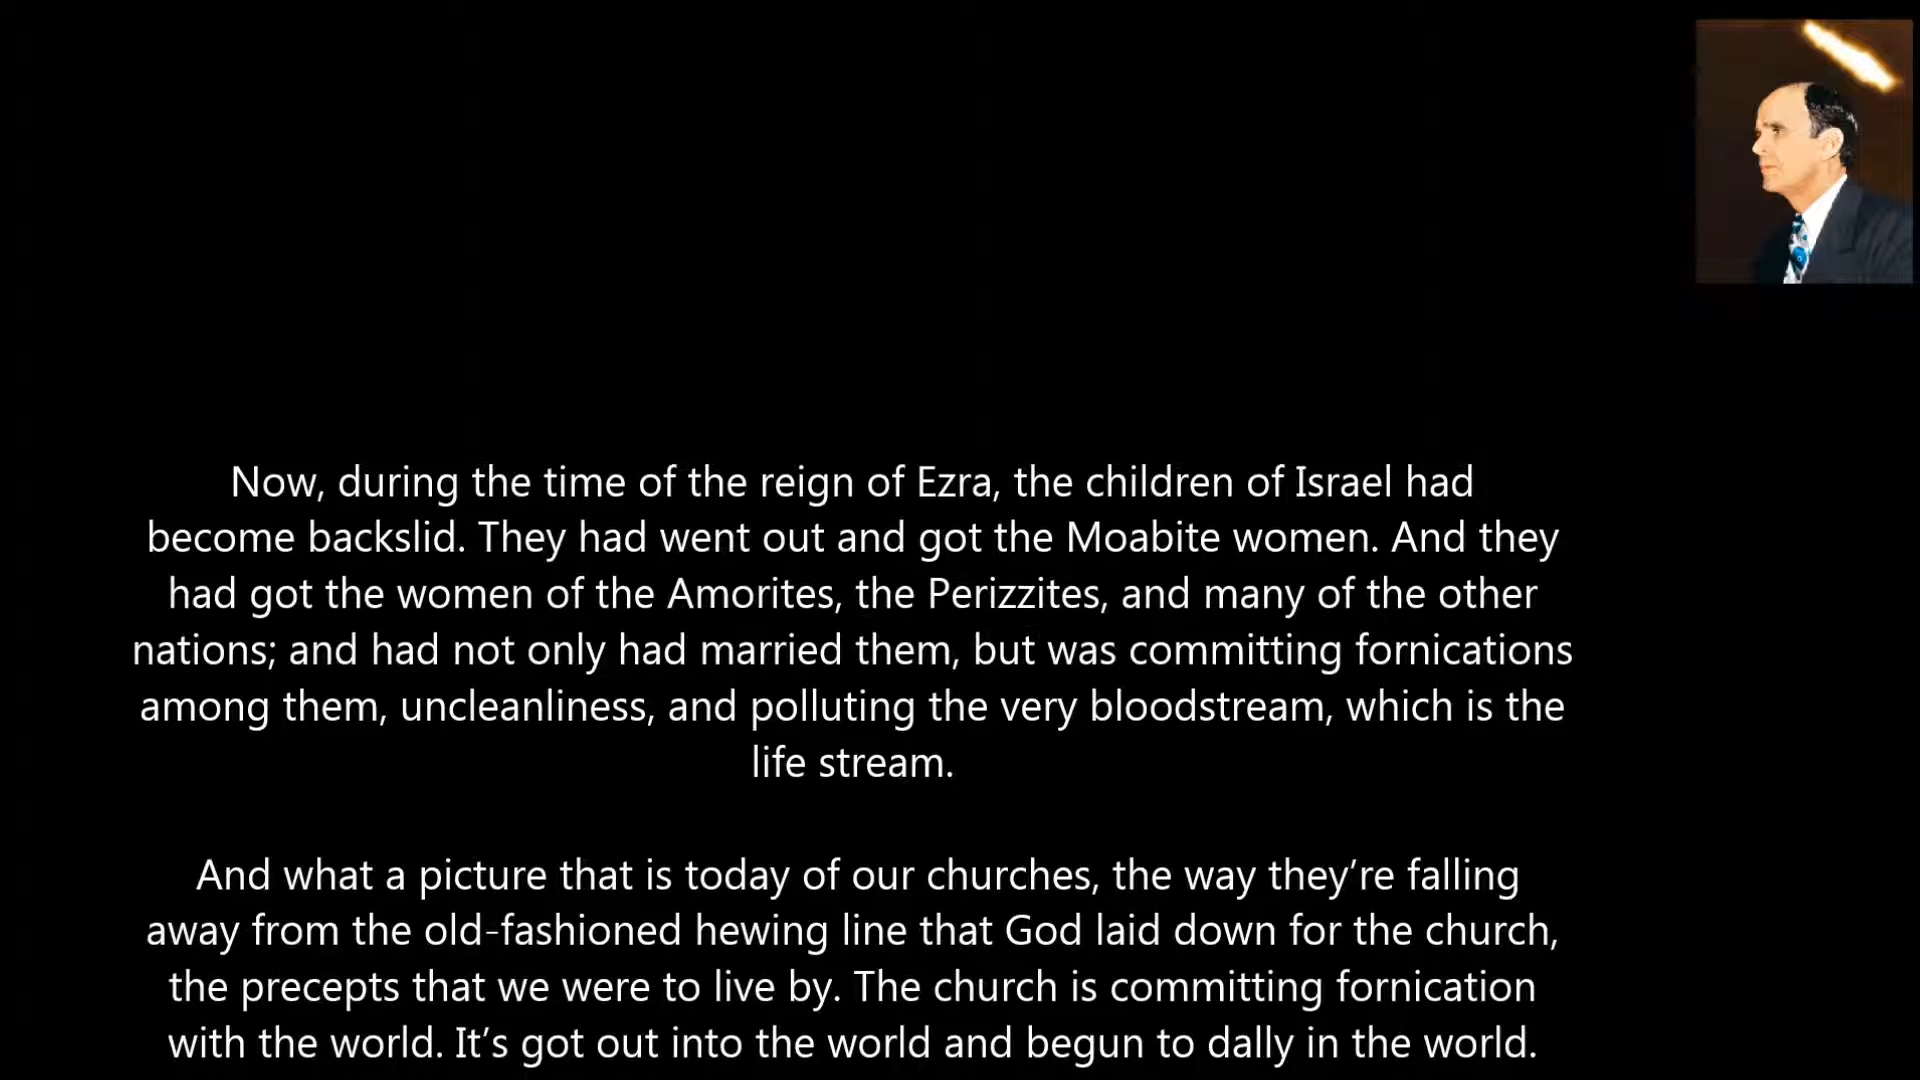 Now, during the time of the reign of Ezra, the children of Israel had
become backslid. They had went out and got the Moabite women. And they
had got the women of the Amorites, the Perizzites, and many of the other
nations; and had not only had married them, but was committing fornications
among them, uncleanliness, and polluting the very bloodstream, which is the
life stream.
And what a picture that is today of our churches, the way they’re falling
away from the old-fashioned hewing line that God laid down for the church,
the precepts that we were to live by. The church is committing fornication
with the world. It’s got out into the world and begun to dally in the world.